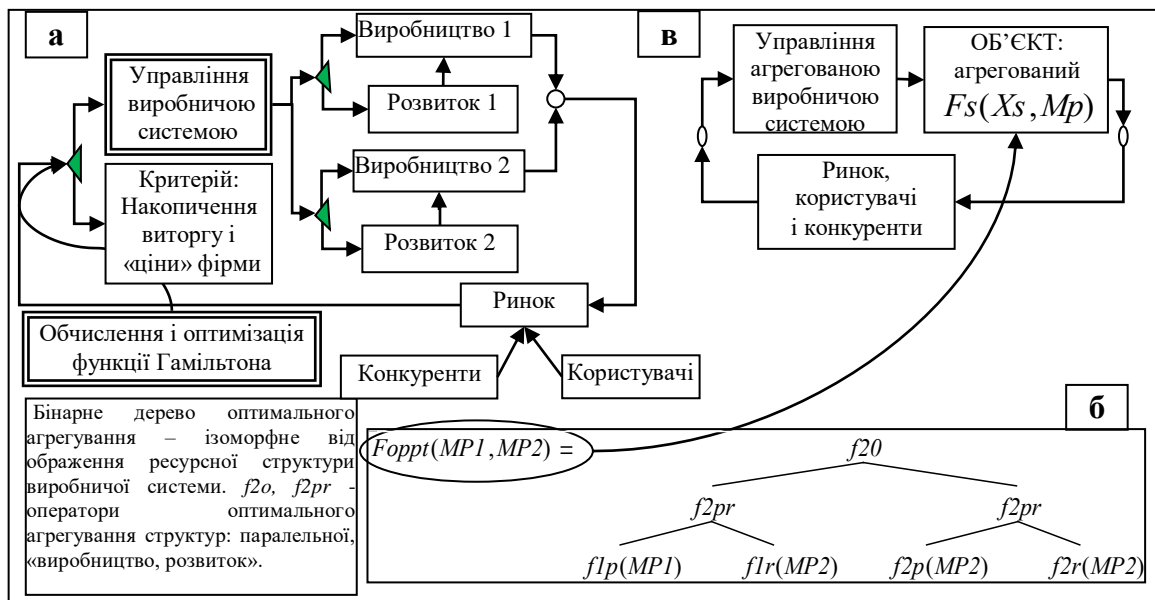 а
Управління
виробничою
системою
Критерій:
Накопичення
виторгу і
«ціни» фірми
Обчислення і оптимізація
функції Гамільтона
Виробництво 1
Розвиток 1
Виробництво 2
Розвиток 2
Ринок
Конкуренти
Користувачі
в
Управління
агрегованою
виробничою
системою
ОБ’ЄКТ:
агрегований
Fs(Xs,Mp)
Ринок,
користувачі
і конкуренти
Бінарне дерево оптимального
агрегування – ізоморфне від
ображення ресурсної структури
виробничої системи. f2o, f2pr -
оператори оптимального
агрегування структур: паралельної,
«виробництво, розвиток».
б
Foppt(MP1,MP2) =
f20
f2pr f2pr
f1p(MP1) f1r(MP2) f2p(MP2) f2r(MP2)